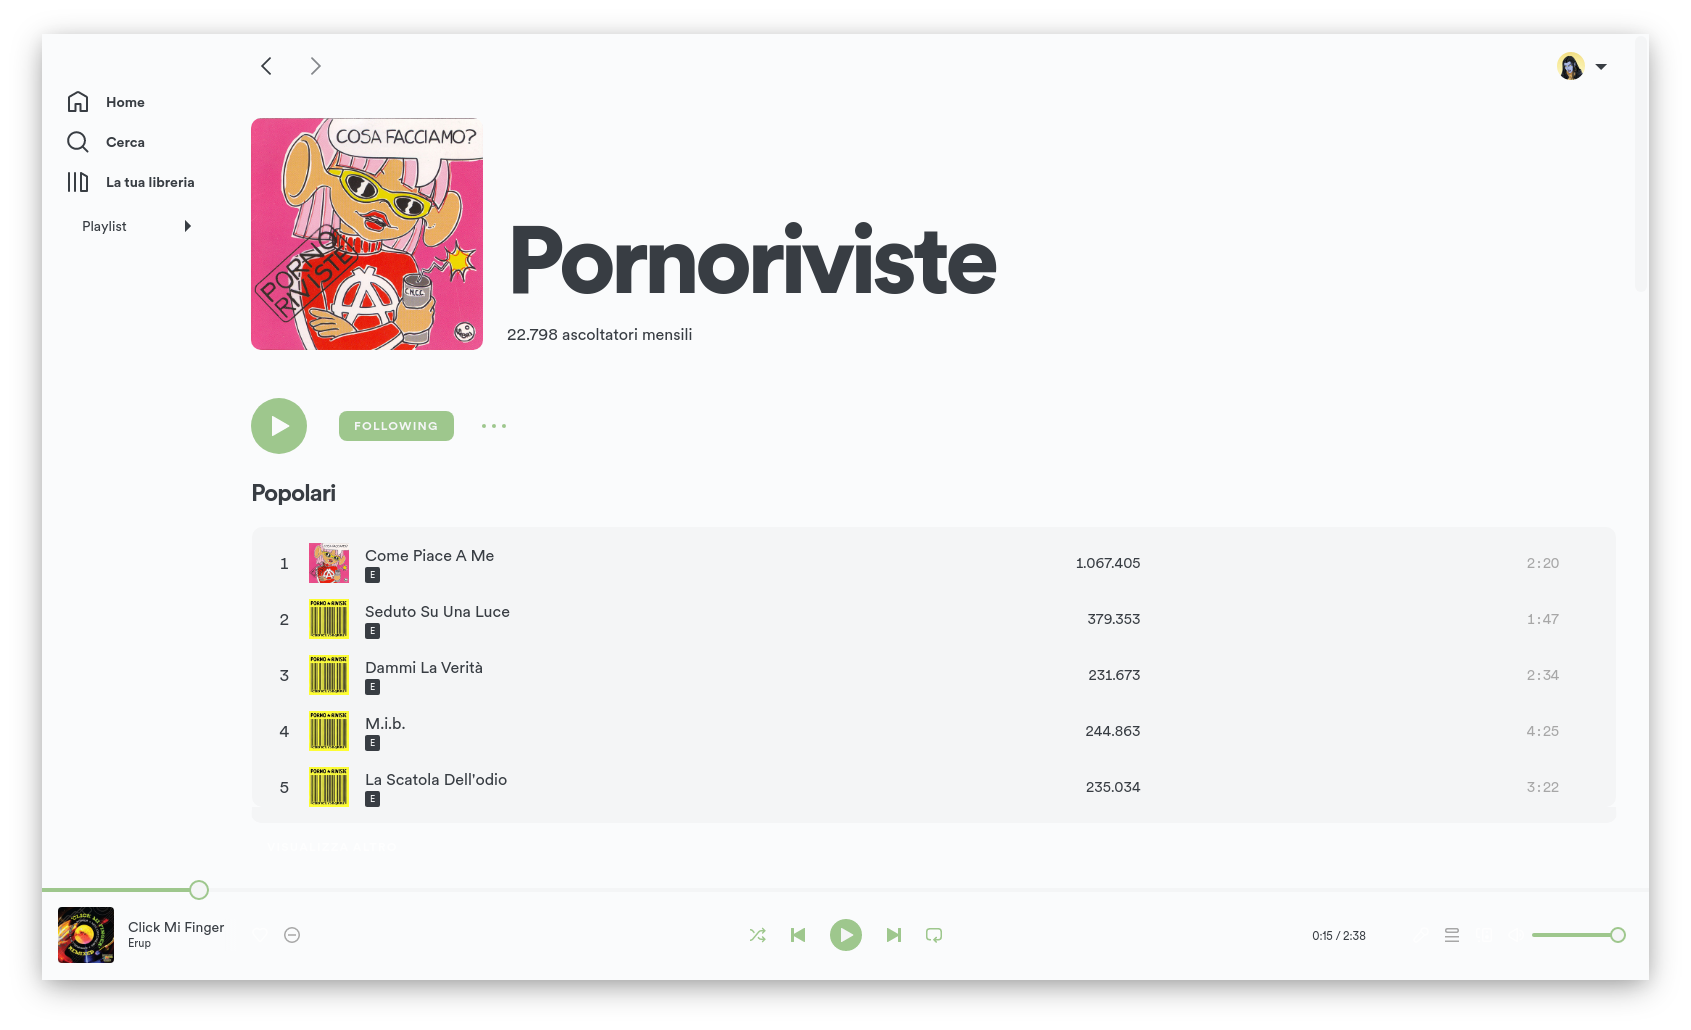 Home
Cerca
La tua libreria
Playlist
COSA FACCIAMO?
PORNO
RIVISTE
Pornoriviste
22.798 ascoltatori mensili
FOLLOWING
Popolari
1 Come Piace A Me 1.067.405 2:20
E
2 Seduto Su Una Luce 379.353 1:47
E
3 Dammi La Verità 231.673 2:34
E
4 M.i.b. 244.863 4:25
E
5 La Scatola Dell'odio 235.034 3:22
E
Click Mi Finger
Erup
0:15 / 2:38